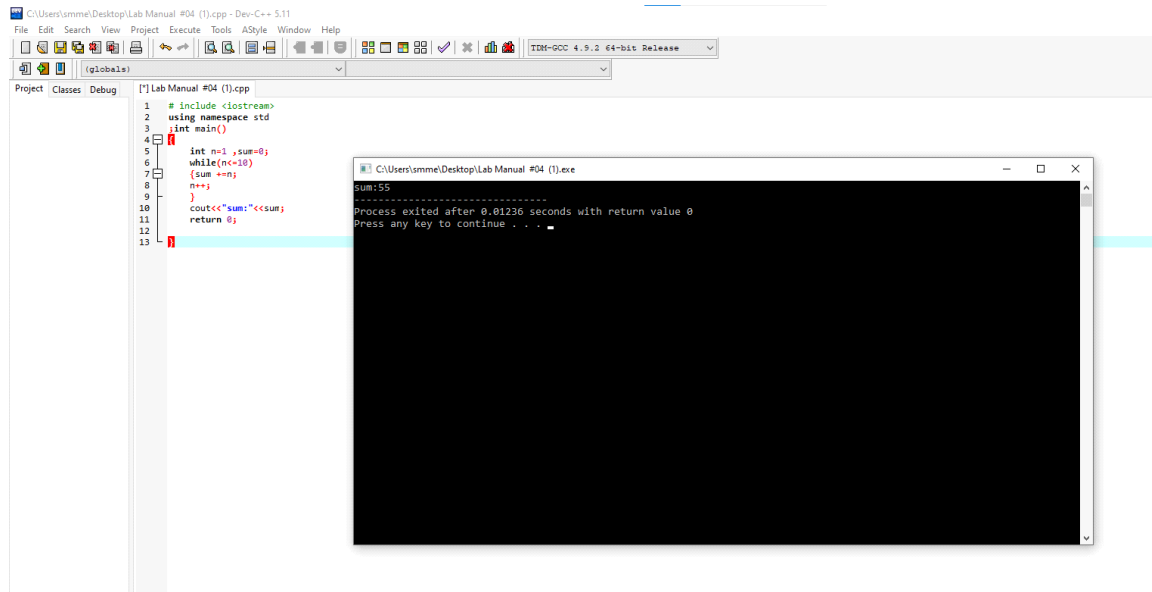 C:\Users\smme\Desktop\Lab Manual #04 (1).cpp - Dev-C++ 5.11
File Edit Search View Project Execute Tools AStyle Window Help
TDM-GCC 4.9.2 64-bit Release
(globals)
Project Classes Debug
[*] Lab Manual #04 (1).cpp
1 # include <iostream>
2 using namespace std
3 ;int main()
4 {
5 int n=1 ,sum=0;
6 while(n<=10)
7 {sum +=n;
8 n++;
9 }
10 cout<<"sum:"<<sum;
11 return 0;
12
13 }
C:\Users\smme\Desktop\Lab Manual #04 (1).exe
sum:55
--------------------------------
Process exited after 0.01236 seconds with return value 0
Press any key to continue . . .